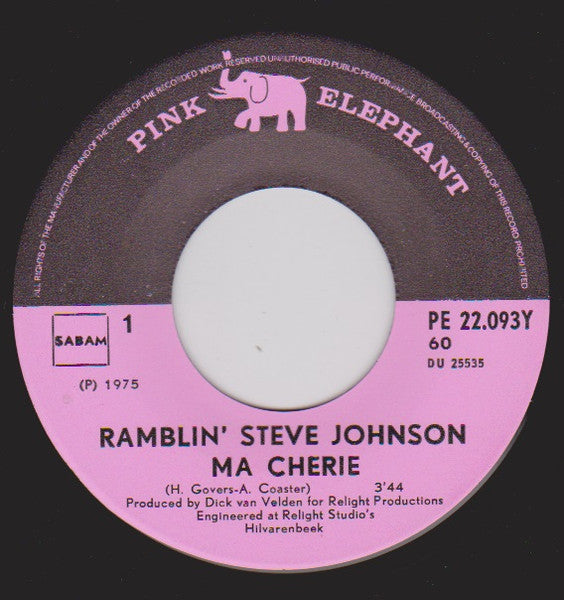 ALL RIGHTS OF THE MANUFACTURER AND OF THE OWNER OF THE RECORDED WORK RESERVED UNAUTHORISED PUBLIC PERFORMANCE BROADCASTING & COPYING OF THIS RECORD PROHIBITED
PINK ELEPHANT
SABAM
1
PE 22.093Y
60
DU 25535
(P) 1975
RAMBLIN' STEVE JOHNSON
MA CHERIE
(H. Govers-A. Coaster) 3'44
Produced by Dick van Velden for Relight Productions
Engineered at Relight Studio's
Hilvarenbeek